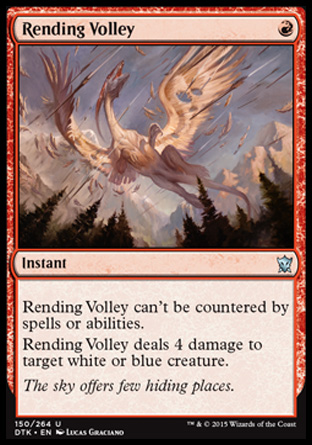 Rending Volley
Instant
Rending Volley can't be countered by
spells or abilities.
Rending Volley deals 4 damage to
target white or blue creature.
The sky offers few hiding places.
150/264 U
DTK • EN Lucas Graciano
™ & © 2015 Wizards of the Coast